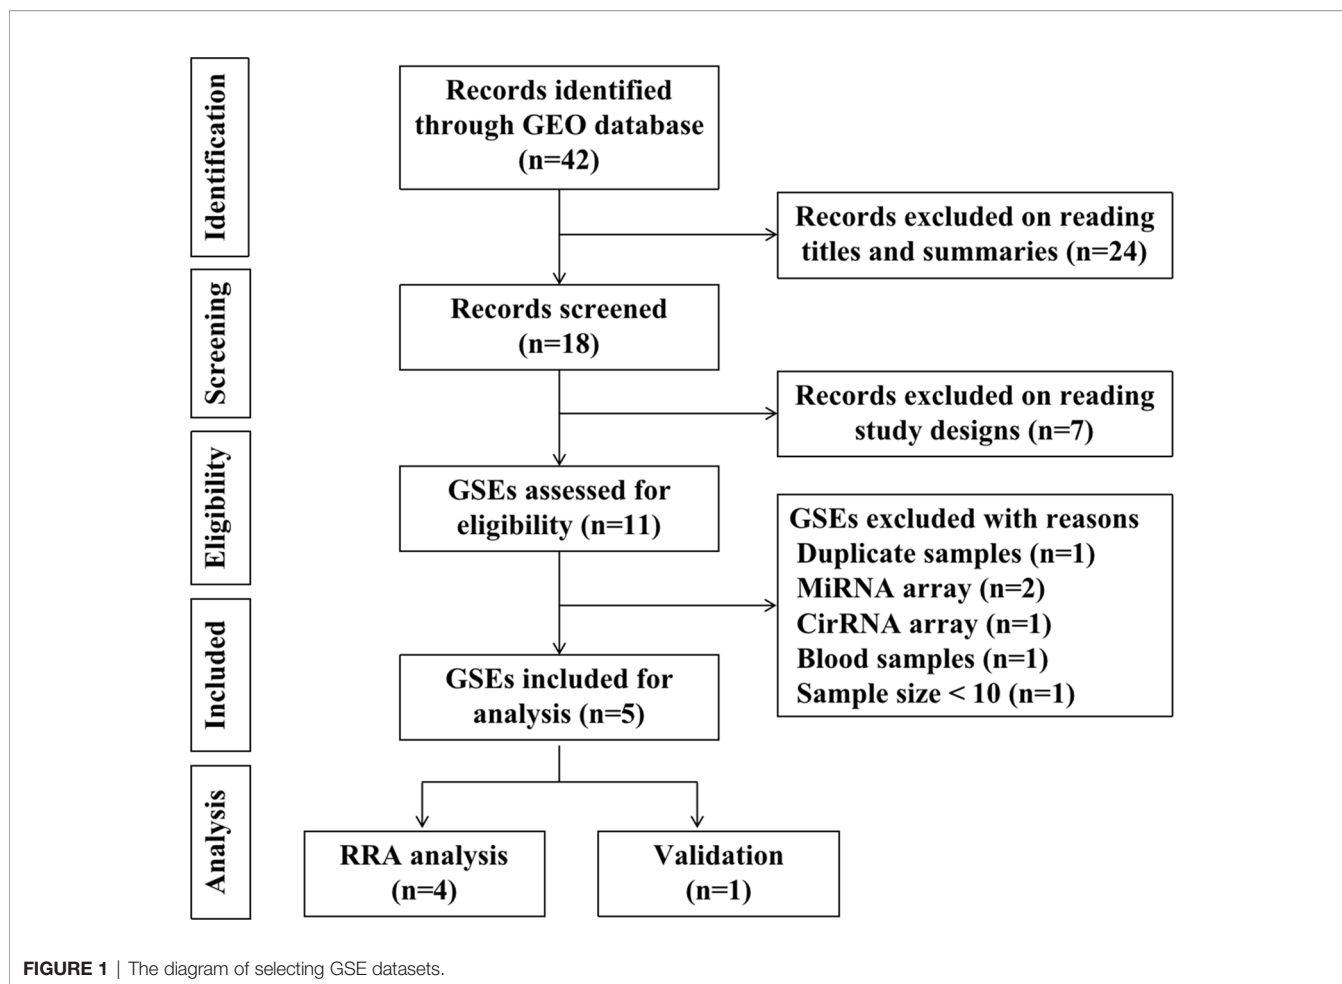 Identification
Records identified
through GEO database
(n=42)
Records excluded on reading
titles and summaries (n=24)
Screening
Records screened
(n=18)
Records excluded on reading
study designs (n=7)
Eligibility
GSEs assessed for
eligibility (n=11)
GSEs excluded with reasons
Duplicate samples (n=1)
MiRNA array (n=2)
CirRNA array (n=1)
Blood samples (n=1)
Sample size < 10 (n=1)
Included
GSEs included for
analysis (n=5)
Analysis
RRA analysis
(n=4)
Validation
(n=1)
FIGURE 1 | The diagram of selecting GSE datasets.